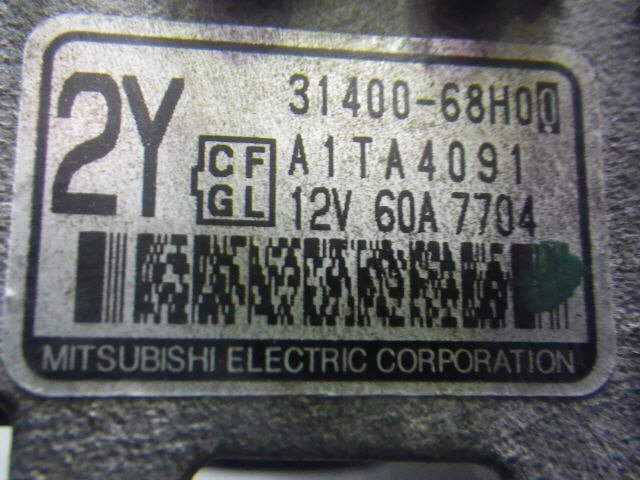 2Y
31400-68H00
CF
GL
A1TA4091
12V 60A 7704
MITSUBISHI ELECTRIC CORPORATION